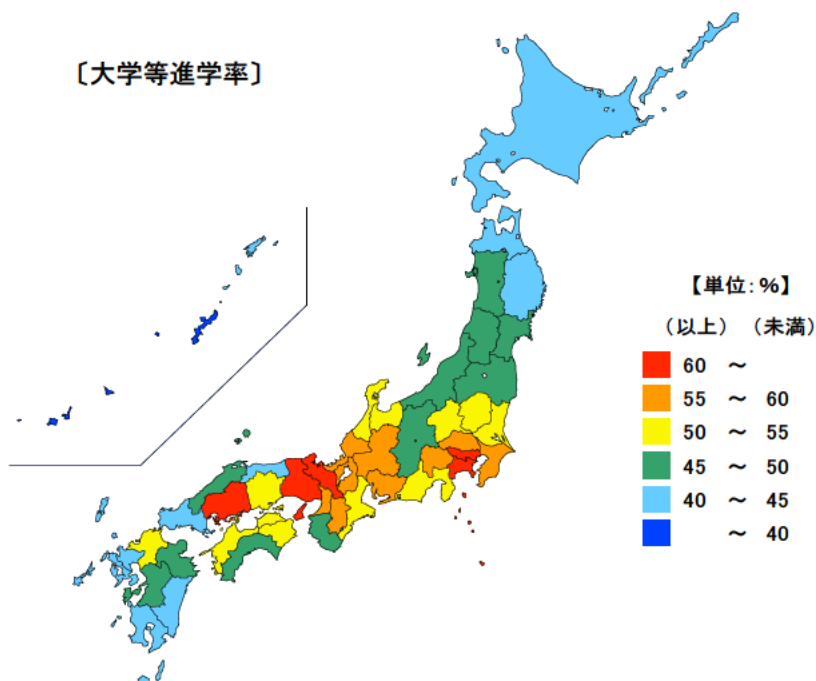 〔大学等進学率〕
【単位:%】
(以上) (未満)
60 ~
55 ~ 60
50 ~ 55
45 ~ 50
40 ~ 45
~ 40